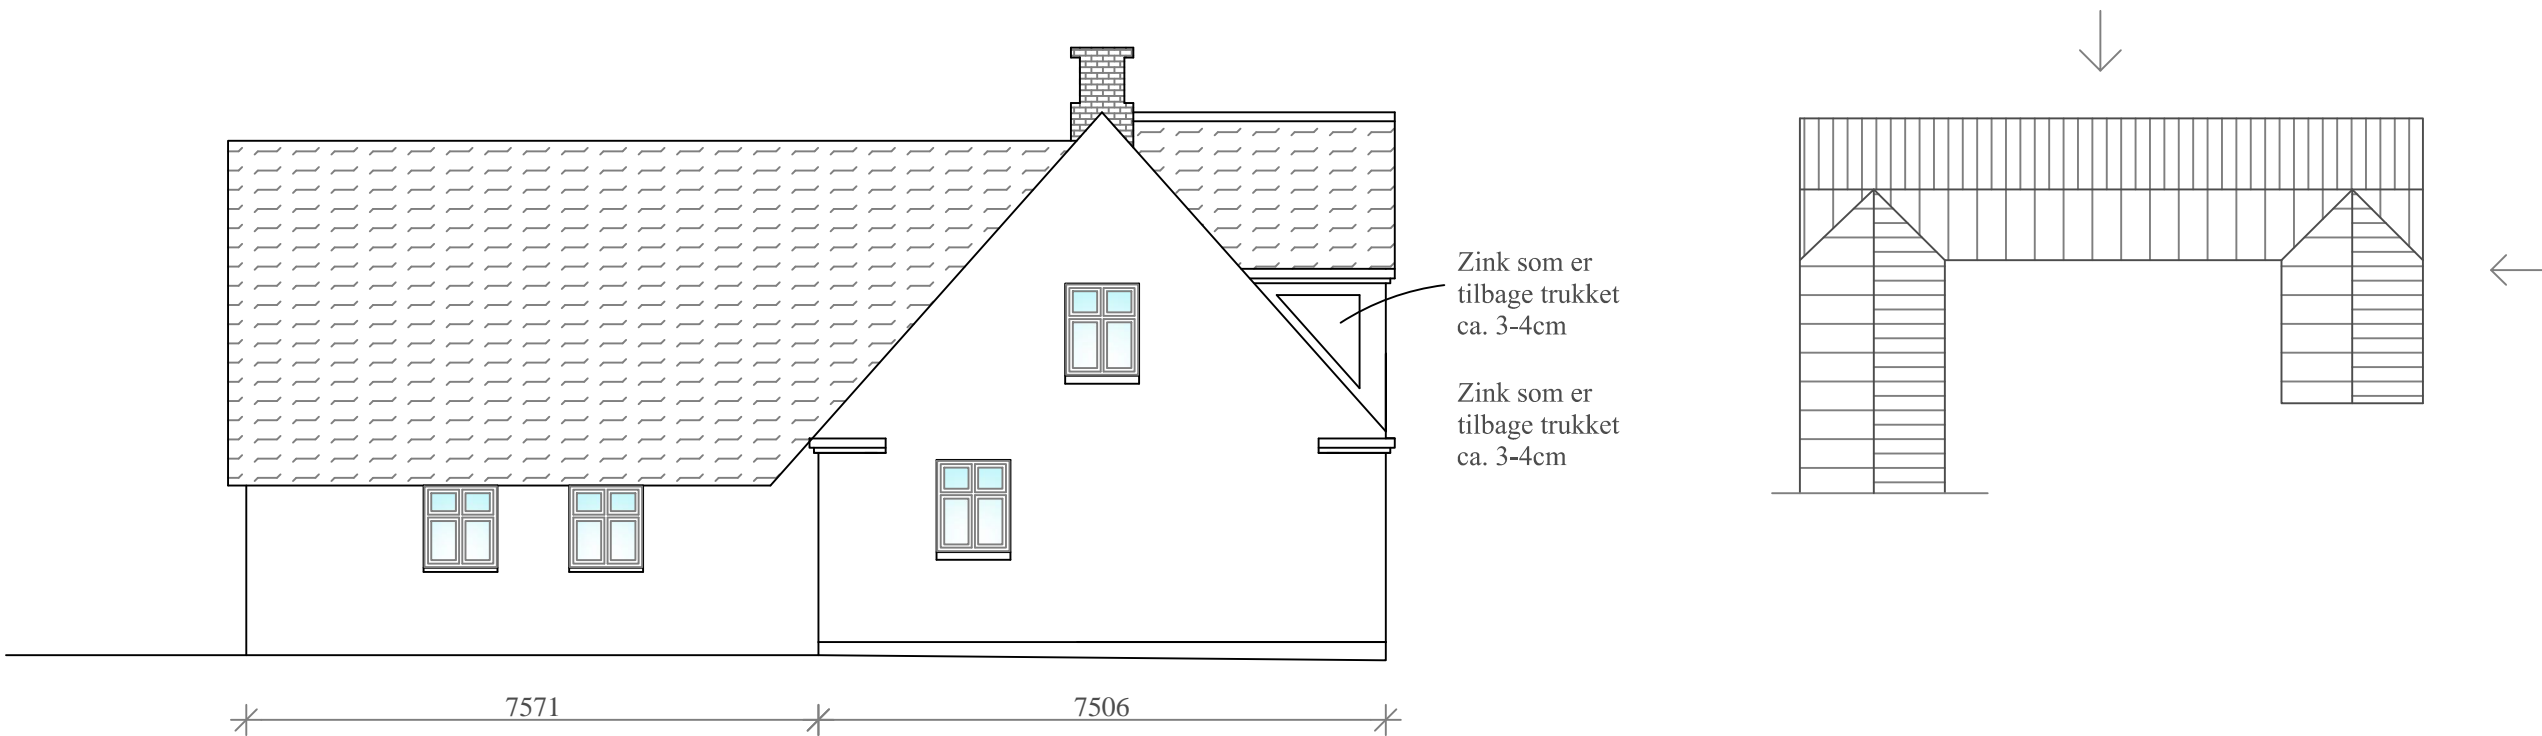 Zink som er
tilbage trukket
ca. 3-4cm
Zink som er
tilbage trukket
ca. 3-4cm
7571
7506